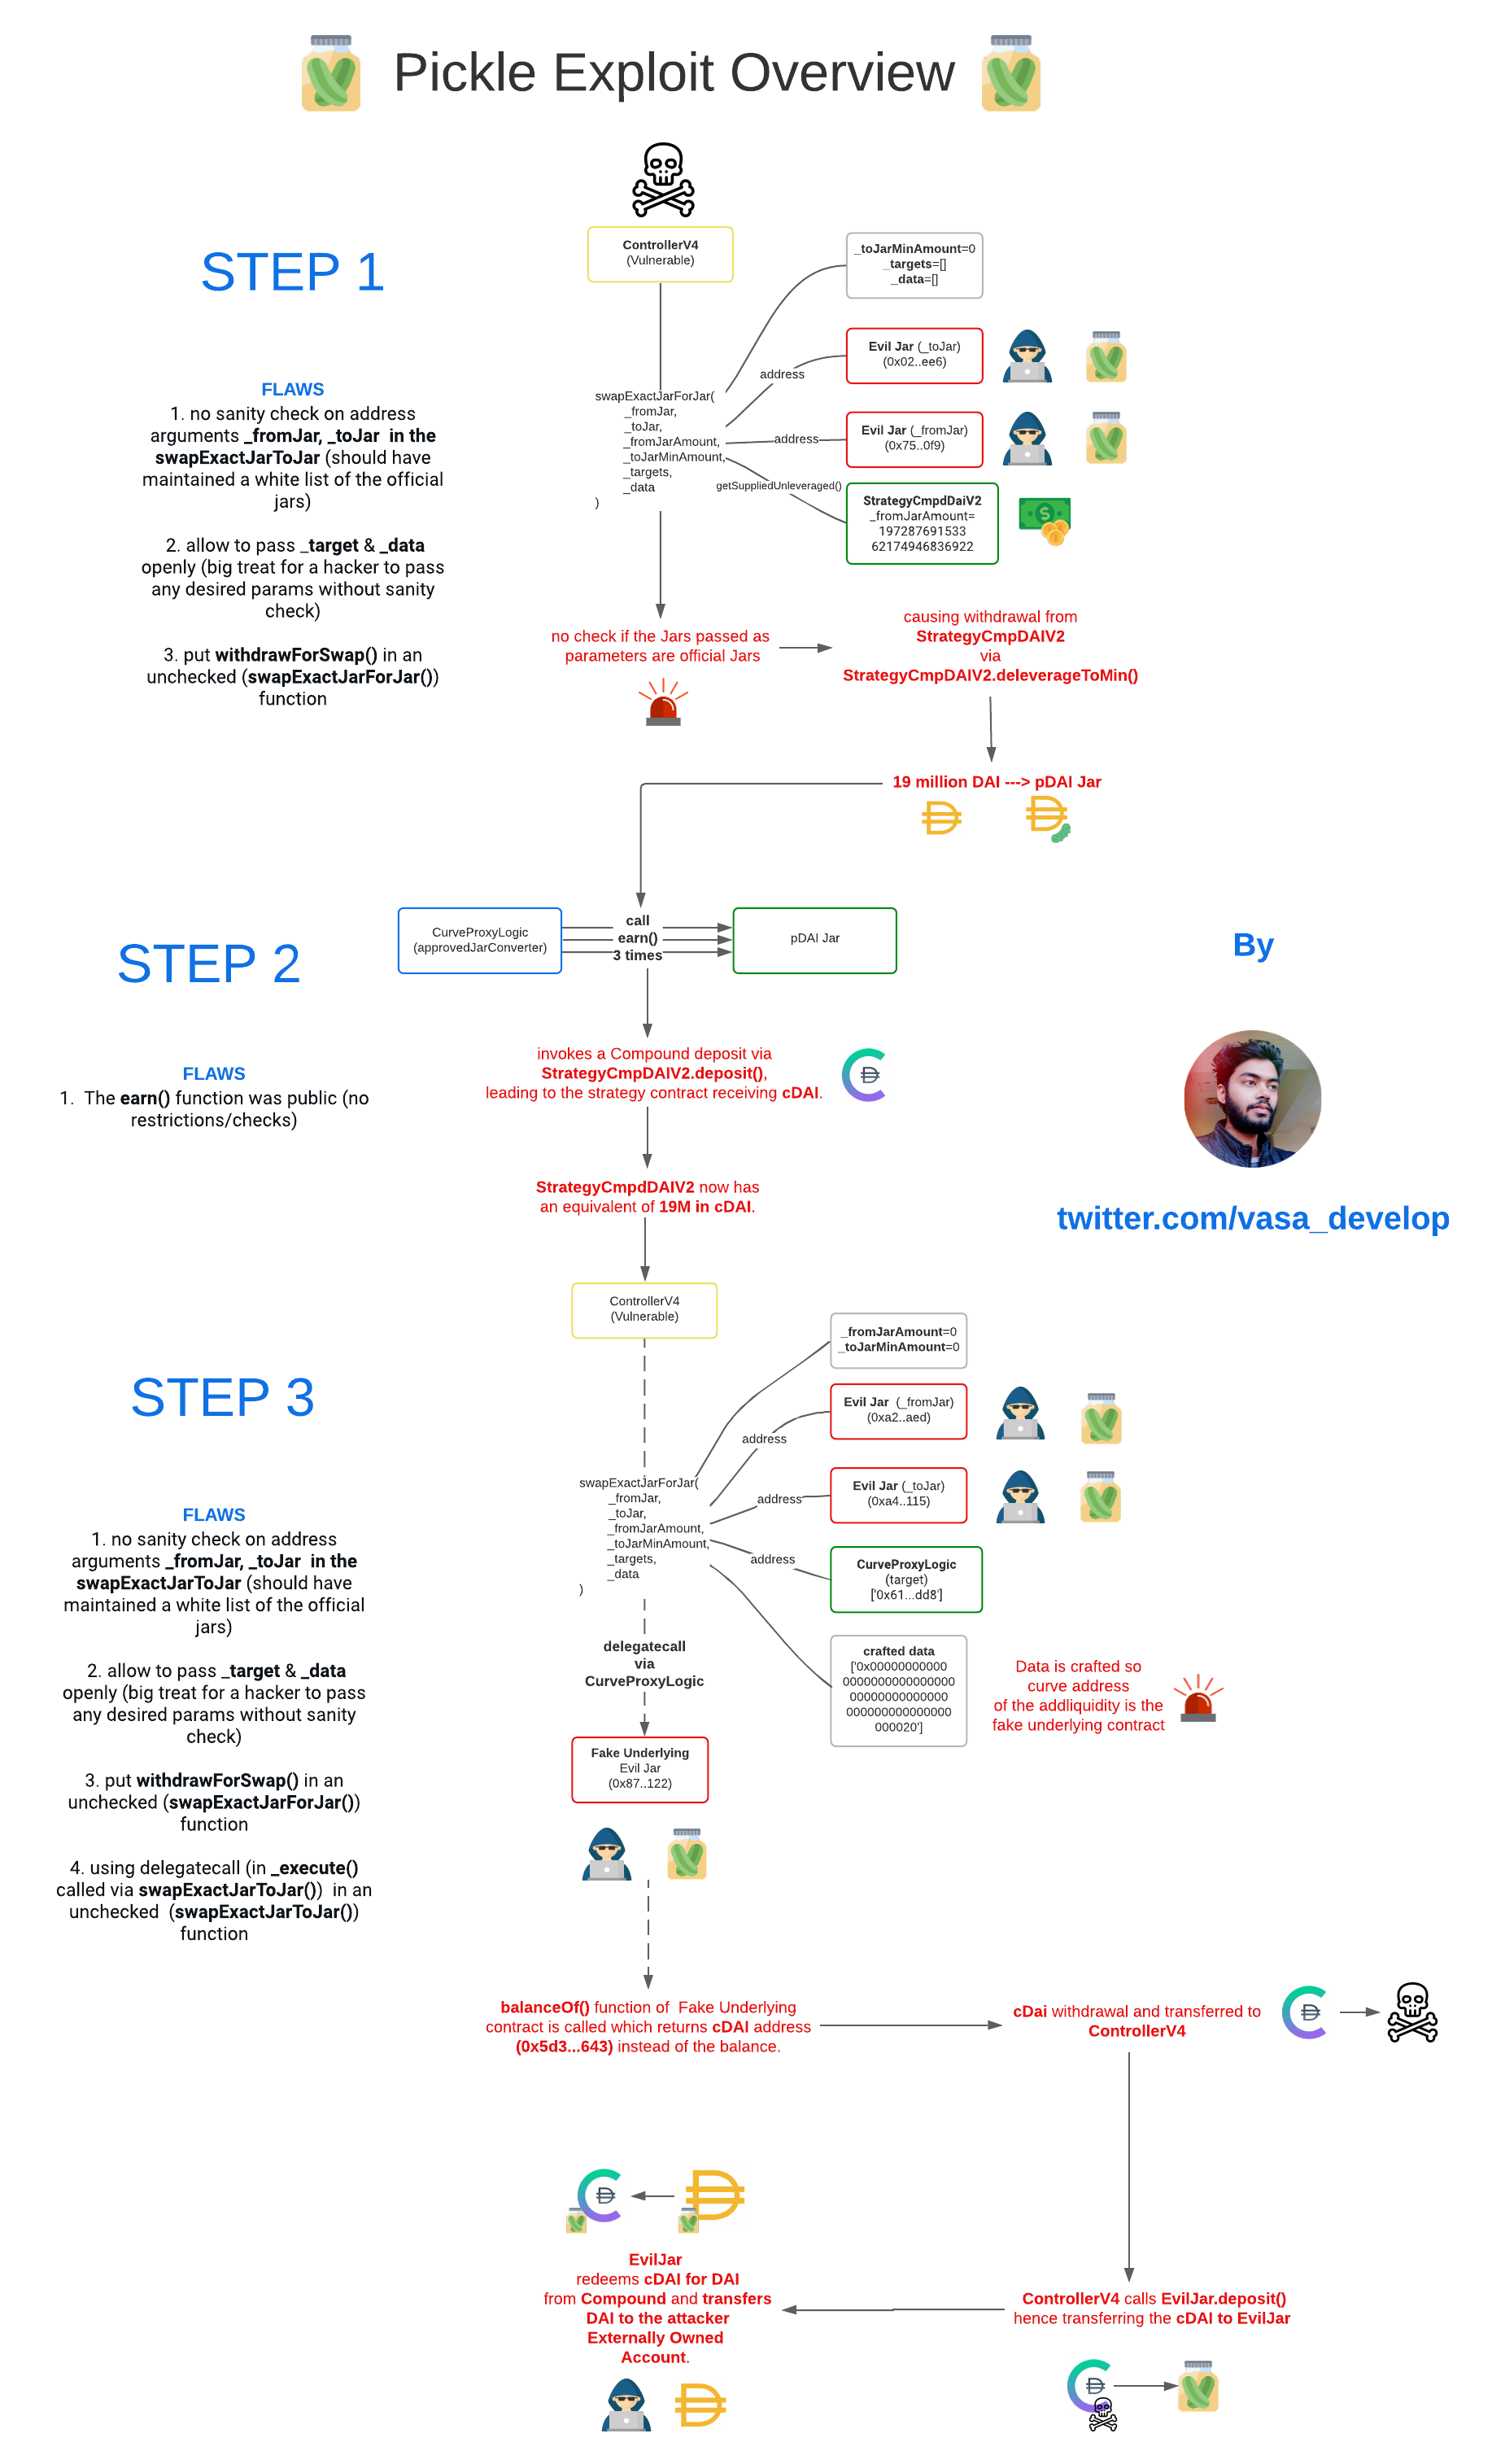 Pickle Exploit Overview
STEP 1
FLAWS
1. no sanity check on address
arguments _fromJar, _toJar  in the
swapExactJarToJar (should have
maintained a white list of the official
jars)
2. allow to pass _target & _data
openly (big treat for a hacker to pass
any desired params without sanity
check)
3. put withdrawForSwap() in an
unchecked (swapExactJarForJar())
function
ControllerV4
(Vulnerable)
swapExactJarForJar(
_fromJar,
_toJar,
_fromJarAmount,
_toJarMinAmount,
_targets,
_data
)
_toJarMinAmount=0
_targets=[]
_data=[]
address
Evil Jar (_toJar)
(0x02..ee6)
address
Evil Jar (_fromJar)
(0x75..0f9)
getSuppliedUnleveraged()
StrategyCmpdDaiV2
_fromJarAmount=
197287691533
62174946836922
no check if the Jars passed as
parameters are official Jars
causing withdrawal from
StrategyCmpDAIV2
via
StrategyCmpDAIV2.deleverageToMin()
19 million DAI ---> pDAI Jar
STEP 2
FLAWS
1.  The earn() function was public (no
restrictions/checks)
CurveProxyLogic
(approvedJarConverter)
call
earn()
3 times
pDAI Jar
invokes a Compound deposit via
StrategyCmpDAIV2.deposit(),
leading to the strategy contract receiving cDAI.
StrategyCmpdDAIV2 now has
an equivalent of 19M in cDAI.
By
twitter.com/vasa_develop
STEP 3
FLAWS
1. no sanity check on address
arguments _fromJar, _toJar  in the
swapExactJarToJar (should have
maintained a white list of the official
jars)
2. allow to pass _target & _data
openly (big treat for a hacker to pass
any desired params without sanity
check)
3. put withdrawForSwap() in an
unchecked (swapExactJarForJar())
function
4. using delegatecall (in _execute()
called via swapExactJarToJar())  in an
unchecked  (swapExactJarToJar())
function
ControllerV4
(Vulnerable)
swapExactJarForJar(
_fromJar,
_toJar,
_fromJarAmount,
_toJarMinAmount,
_targets,
_data
)
_fromJarAmount=0
_toJarMinAmount=0
address
Evil Jar  (_fromJar)
(0xa2..aed)
address
Evil Jar (_toJar)
(0xa4..115)
address
CurveProxyLogic
(target)
['0x61...dd8']
crafted data
['0x00000000000
0000000000000000
00000000000000
000000000000000
000020']
Data is crafted so
curve address
of the addliquidity is the
fake underlying contract
delegatecall
via
CurveProxyLogic
Fake Underlying
Evil Jar
(0x87..122)
balanceOf() function of  Fake Underlying
contract is called which returns cDAI address
(0x5d3...643) instead of the balance.
cDai withdrawal and transferred to
ControllerV4
ControllerV4 calls EvilJar.deposit()
hence transferring the cDAI to EvilJar
EvilJar
redeems cDAI for DAI
from Compound and transfers
DAI to the attacker
Externally Owned
Account.